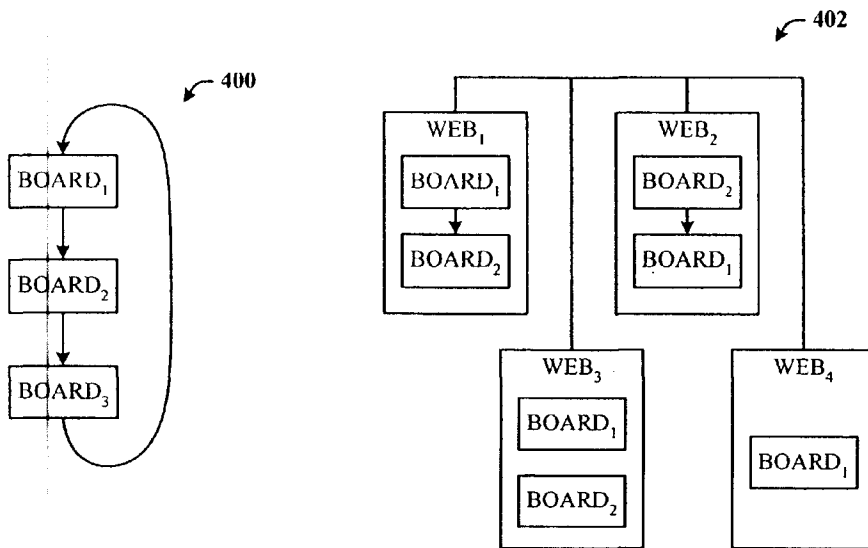 400
BOARD₁
BOARD₂
BOARD₃
402
WEB₁
BOARD₁
BOARD₂
WEB₂
BOARD₂
BOARD₁
WEB₃
BOARD₁
BOARD₂
WEB₄
BOARD₁